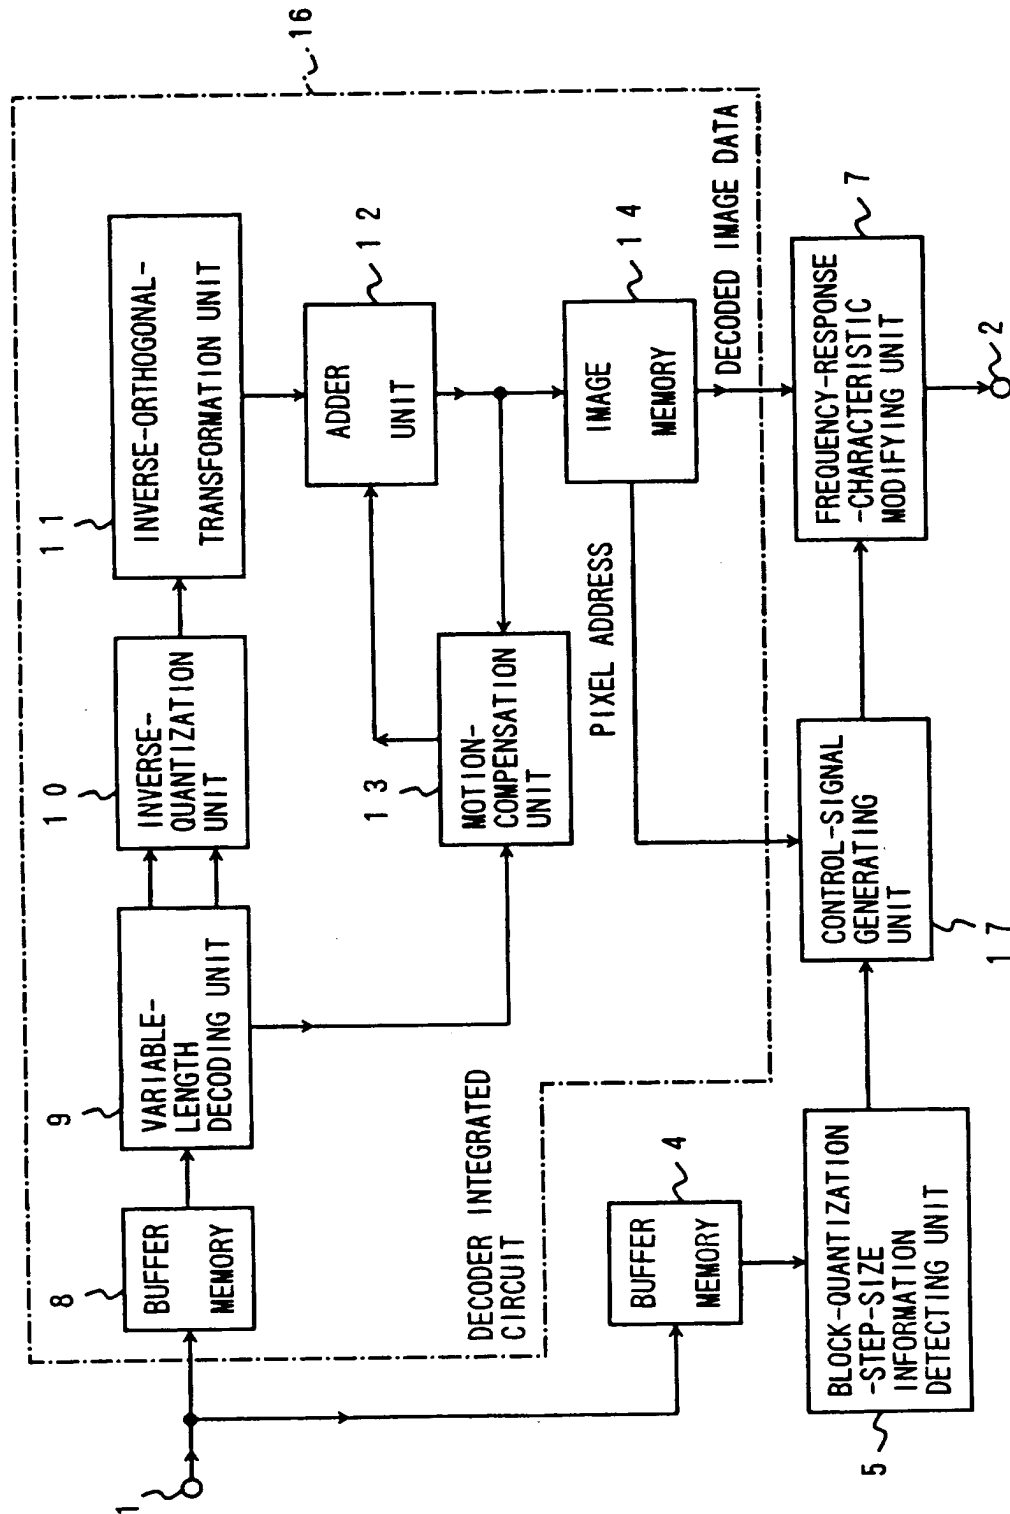 16
11
INVERSE-ORTHOGONAL-
TRANSFORMATION UNIT
10
INVERSE-
QUANTIZATION
UNIT
9
VARIABLE-
LENGTH
DECODING UNIT
8
BUFFER
MEMORY
1
12
ADDER
UNIT
13
MOTION-
COMPENSATION
UNIT
14
IMAGE
MEMORY
PIXEL ADDRESS
DECODED IMAGE DATA
DECODER INTEGRATED
CIRCUIT
4
BUFFER
MEMORY
5
BLOCK-QUANTIZATION
-STEP-SIZE
INFORMATION
DETECTING UNIT
17
CONTROL-SIGNAL
GENERATING
UNIT
7
FREQUENCY-RESPONSE
-CHARACTERISTIC
MODIFYING UNIT
2